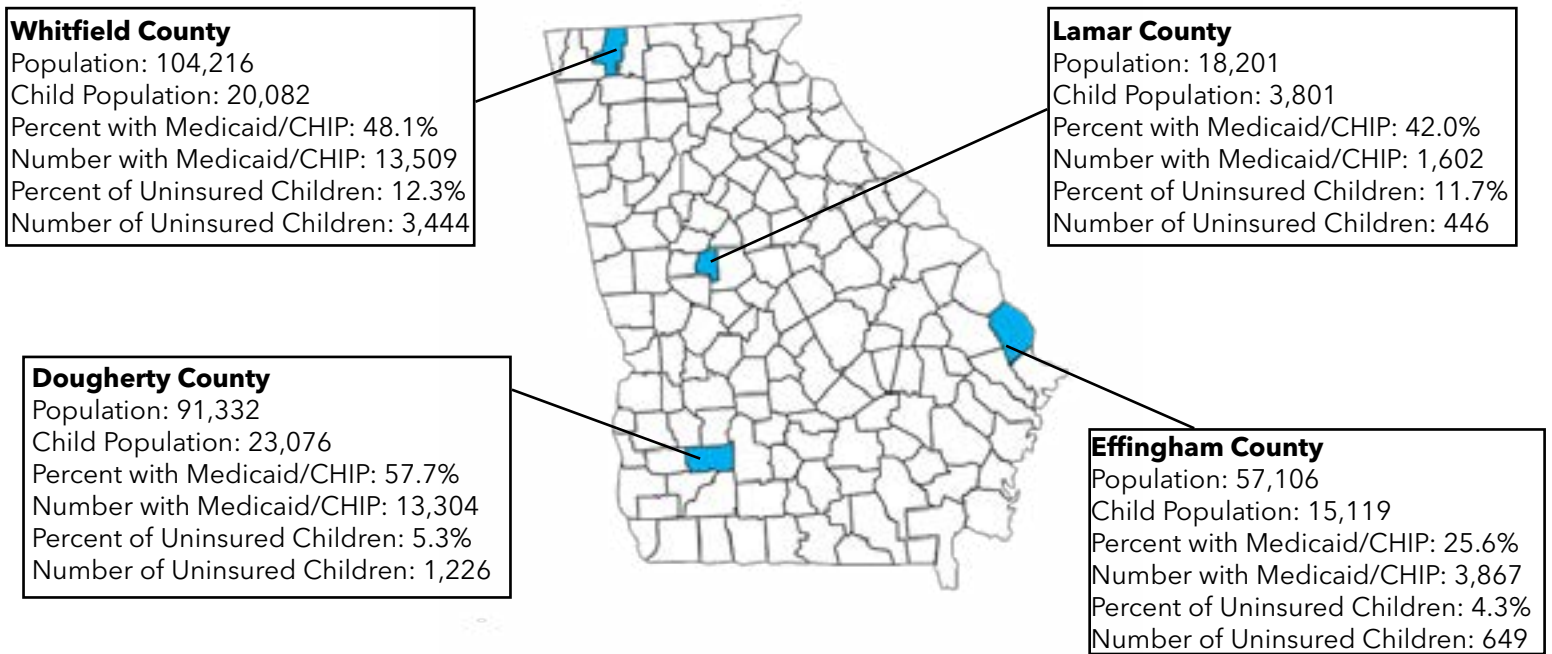 Whitfield County
Population: 104,216
Child Population: 20,082
Percent with Medicaid/CHIP: 48.1%
Number with Medicaid/CHIP: 13,509
Percent of Uninsured Children: 12.3%
Number of Uninsured Children: 3,444
Lamar County
Population: 18,201
Child Population: 3,801
Percent with Medicaid/CHIP: 42.0%
Number with Medicaid/CHIP: 1,602
Percent of Uninsured Children: 11.7%
Number of Uninsured Children: 446
Dougherty County
Population: 91,332
Child Population: 23,076
Percent with Medicaid/CHIP: 57.7%
Number with Medicaid/CHIP: 13,304
Percent of Uninsured Children: 5.3%
Number of Uninsured Children: 1,226
Effingham County
Population: 57,106
Child Population: 15,119
Percent with Medicaid/CHIP: 25.6%
Number with Medicaid/CHIP: 3,867
Percent of Uninsured Children: 4.3%
Number of Uninsured Children: 649